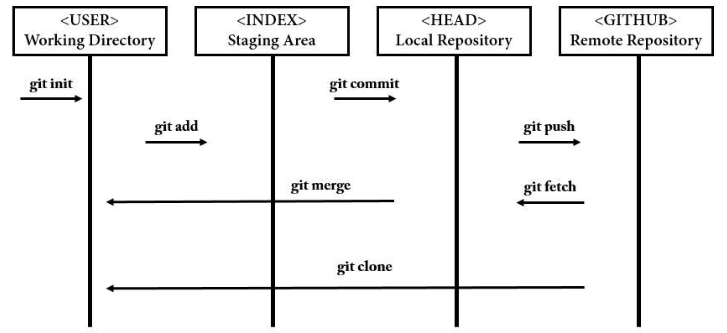 <USER>
Working Directory
<INDEX>
Staging Area
<HEAD>
Local Repository
<GITHUB>
Remote Repository
git init
git commit
git add
git push
git merge
git fetch
git clone